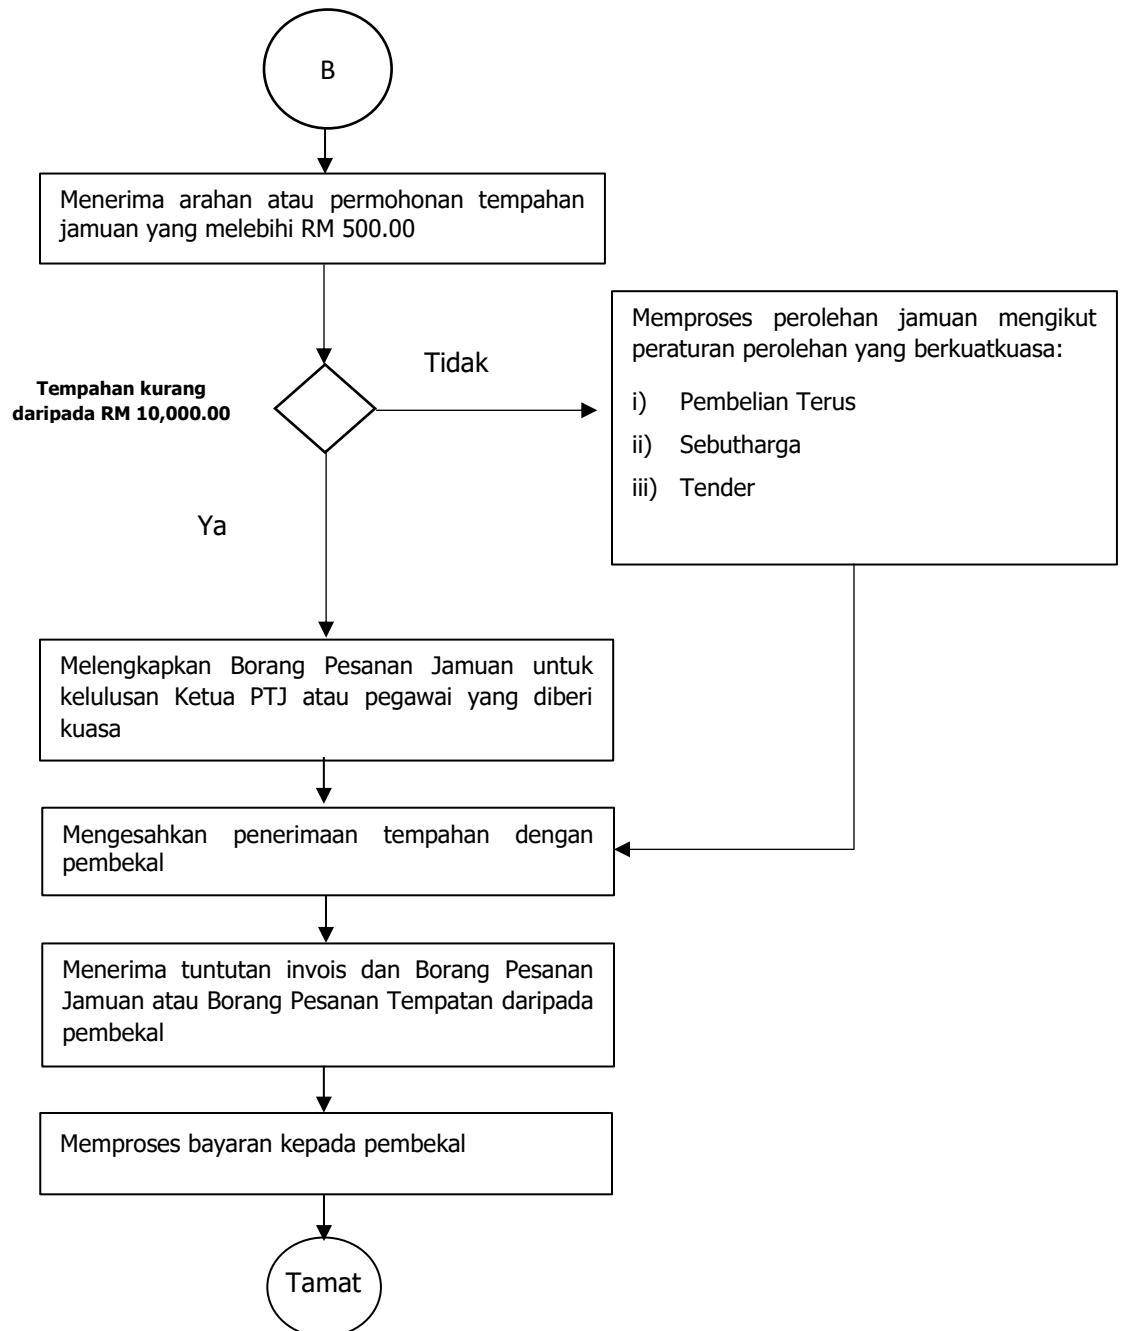 B
Menerima arahan atau permohonan tempahan
jamuan yang melebihi RM 500.00
Tempahan kurang
daripada RM 10,000.00
Tidak
Memproses perolehan jamuan mengikut
peraturan perolehan yang berkuatkuasa:
i) Pembelian Terus
ii) Sebutharga
iii) Tender
Ya
Melengkapkan Borang Pesanan Jamuan untuk
kelulusan Ketua PTJ atau pegawai yang diberi
kuasa
Mengesahkan penerimaan tempahan dengan
pembekal
Menerima tuntutan invois dan Borang Pesanan
Jamuan atau Borang Pesanan Tempatan daripada
pembekal
Memproses bayaran kepada pembekal
Tamat